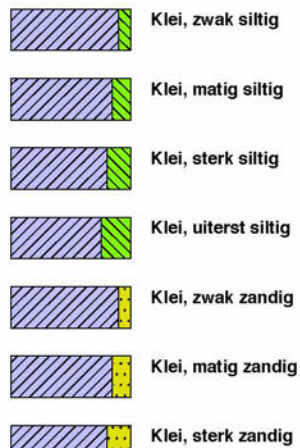 Klei, zwak siltig
Klei, matig siltig
Klei, sterk siltig
Klei, uiterst siltig
Klei, zwak zandig
Klei, matig zandig
Klei, sterk zandig